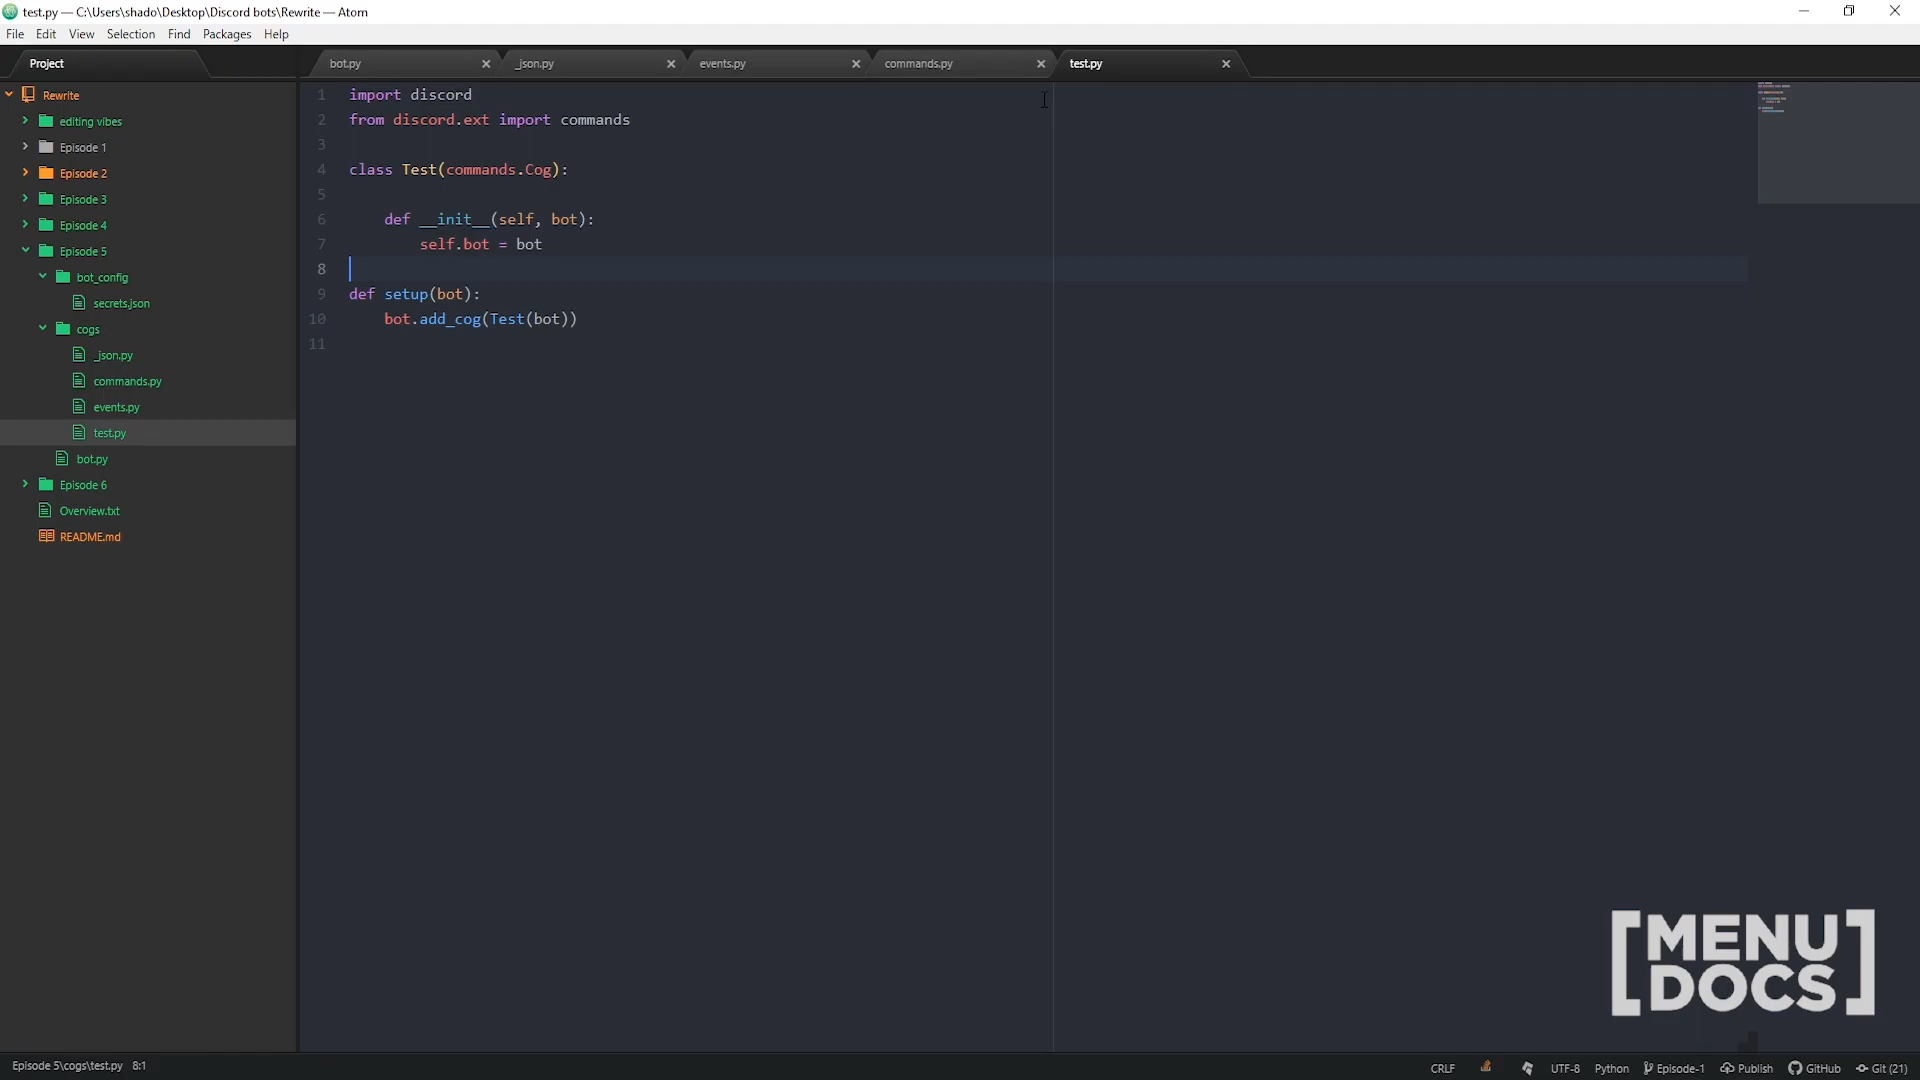 test.py — C:\Users\shado\Desktop\Discord bots\Rewrite — Atom
File Edit View Selection Find Packages Help
Project
bot.py _json.py events.py commands.py test.py
Rewrite
editing vibes
Episode 1
Episode 2
Episode 3
Episode 4
Episode 5
bot_config
secrets.json
cogs
_json.py
commands.py
events.py
test.py
bot.py
Episode 6
Overview.txt
README.md
1 import discord
2 from discord.ext import commands
3
4 class Test(commands.Cog):
5
6     def __init__(self, bot):
7         self.bot = bot
8
9 def setup(bot):
10     bot.add_cog(Test(bot))
11
[MENU
DOCS]
Episode 5\cogs\test.py 8:1 CRLF UTF-8 Python Episode-1 Publish GitHub Git (21)